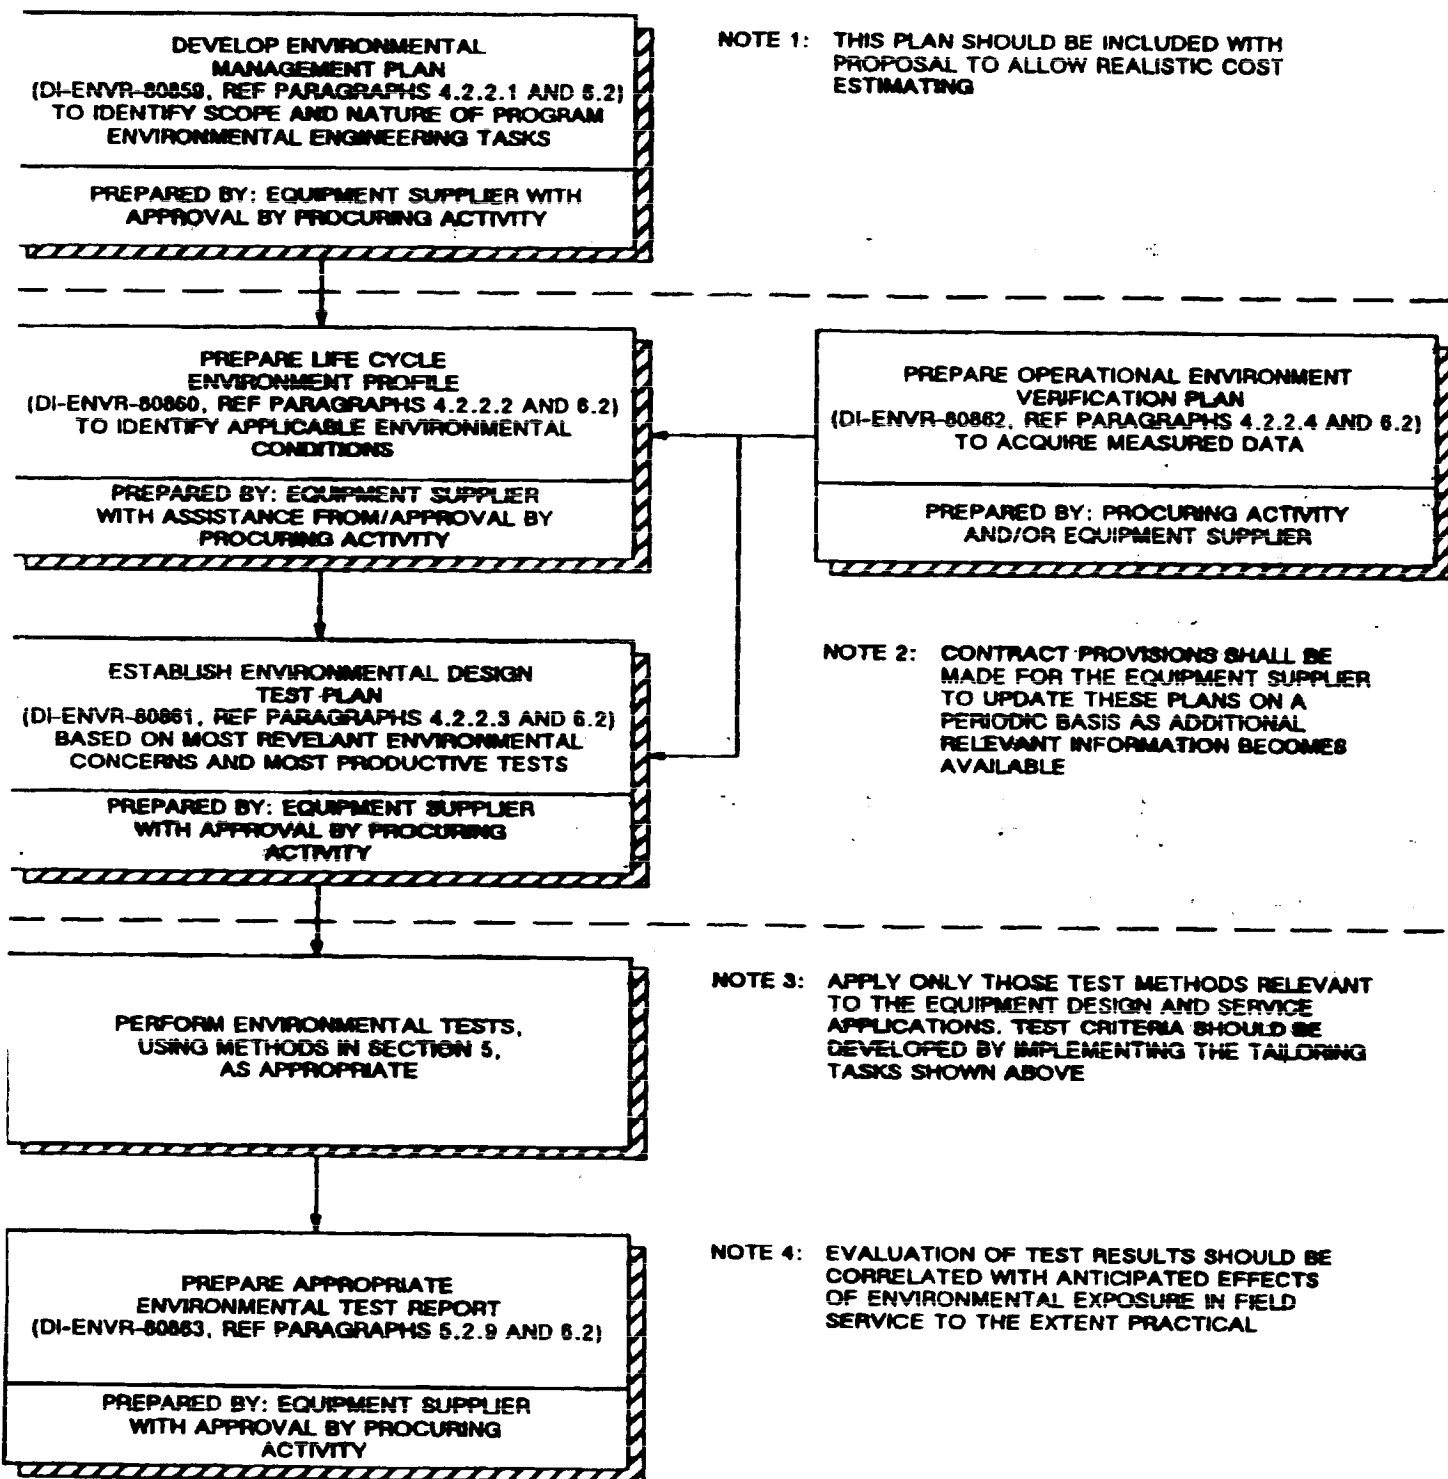 DEVELOP ENVIRONMENTAL
MANAGEMENT PLAN
(DI-ENVR-80859, REF PARAGRAPHS 4.2.2.1 AND 6.2)
TO IDENTIFY SCOPE AND NATURE OF PROGRAM
ENVIRONMENTAL ENGINEERING TASKS
PREPARED BY: EQUIPMENT SUPPLIER WITH
APPROVAL BY PROCURING ACTIVITY
NOTE 1: THIS PLAN SHOULD BE INCLUDED WITH
PROPOSAL TO ALLOW REALISTIC COST
ESTIMATING
PREPARE LIFE CYCLE
ENVIRONMENT PROFILE
(DI-ENVR-80860, REF PARAGRAPHS 4.2.2.2 AND 6.2)
TO IDENTIFY APPLICABLE ENVIRONMENTAL
CONDITIONS
PREPARED BY: EQUIPMENT SUPPLIER
WITH ASSISTANCE FROM/APPROVAL BY
PROCURING ACTIVITY
PREPARE OPERATIONAL ENVIRONMENT
VERIFICATION PLAN
(DI-ENVR-80862, REF PARAGRAPHS 4.2.2.4 AND 6.2)
TO ACQUIRE MEASURED DATA
PREPARED BY: PROCURING ACTIVITY
AND/OR EQUIPMENT SUPPLIER
ESTABLISH ENVIRONMENTAL DESIGN
TEST PLAN
(DI-ENVR-80861, REF PARAGRAPHS 4.2.2.3 AND 6.2)
BASED ON MOST REVELANT ENVIRONMENTAL
CONCERNS AND MOST PRODUCTIVE TESTS
PREPARED BY: EQUIPMENT SUPPLIER
WITH APPROVAL BY PROCURING
ACTIVITY
NOTE 2: CONTRACT PROVISIONS SHALL BE
MADE FOR THE EQUIPMENT SUPPLIER
TO UPDATE THESE PLANS ON A
PERIODIC BASIS AS ADDITIONAL
RELEVANT INFORMATION BECOMES
AVAILABLE
PERFORM ENVIRONMENTAL TESTS,
USING METHODS IN SECTION 5,
AS APPROPRIATE
NOTE 3: APPLY ONLY THOSE TEST METHODS RELEVANT
TO THE EQUIPMENT DESIGN AND SERVICE
APPLICATIONS. TEST CRITERIA SHOULD BE
DEVELOPED BY IMPLEMENTING THE TAILORING
TASKS SHOWN ABOVE
PREPARE APPROPRIATE
ENVIRONMENTAL TEST REPORT
(DI-ENVR-80863, REF PARAGRAPHS 5.2.9 AND 6.2)
PREPARED BY: EQUIPMENT SUPPLIER
WITH APPROVAL BY PROCURING
ACTIVITY
NOTE 4: EVALUATION OF TEST RESULTS SHOULD BE
CORRELATED WITH ANTICIPATED EFFECTS
OF ENVIRONMENTAL EXPOSURE IN FIELD
SERVICE TO THE EXTENT PRACTICAL